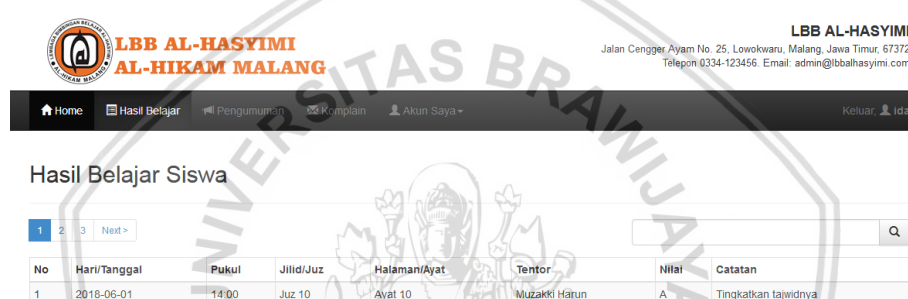 LBB AL-HASYIMI
AL-HIKAM MALANG
LBB AL-HASYIMI
Jalan Cengger Ayam No. 25, Lowokwaru, Malang, Jawa Timur, 67372
Telepon 0334-123456. Email: admin@lbbalhasyimi.com
Home Hasil Belajar Pengumuman Komplain Akun Saya
Keluar, ida
Hasil Belajar Siswa
1 2 3 Next >
No Hari/Tanggal Pukul Jilid/Juz Halaman/Ayat Tentor Nilai Catatan
1 2018-06-01 14:00 Juz 10 Ayat 10 Muzakki Harun A Tingkatkan tajwidnya
UNIVERSITAS BRAWIJAYA